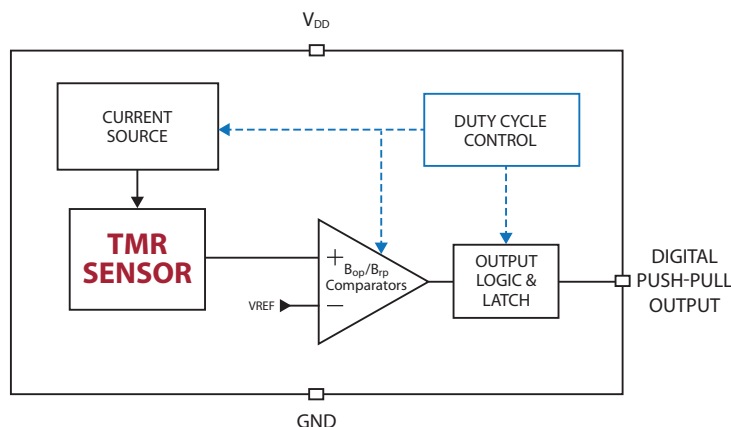 VDD
CURRENT
SOURCE
DUTY CYCLE
CONTROL
TMR
SENSOR
+
Bop/Brp
Comparators
VREF
−
OUTPUT
LOGIC &
LATCH
DIGITAL
PUSH-PULL
OUTPUT
GND